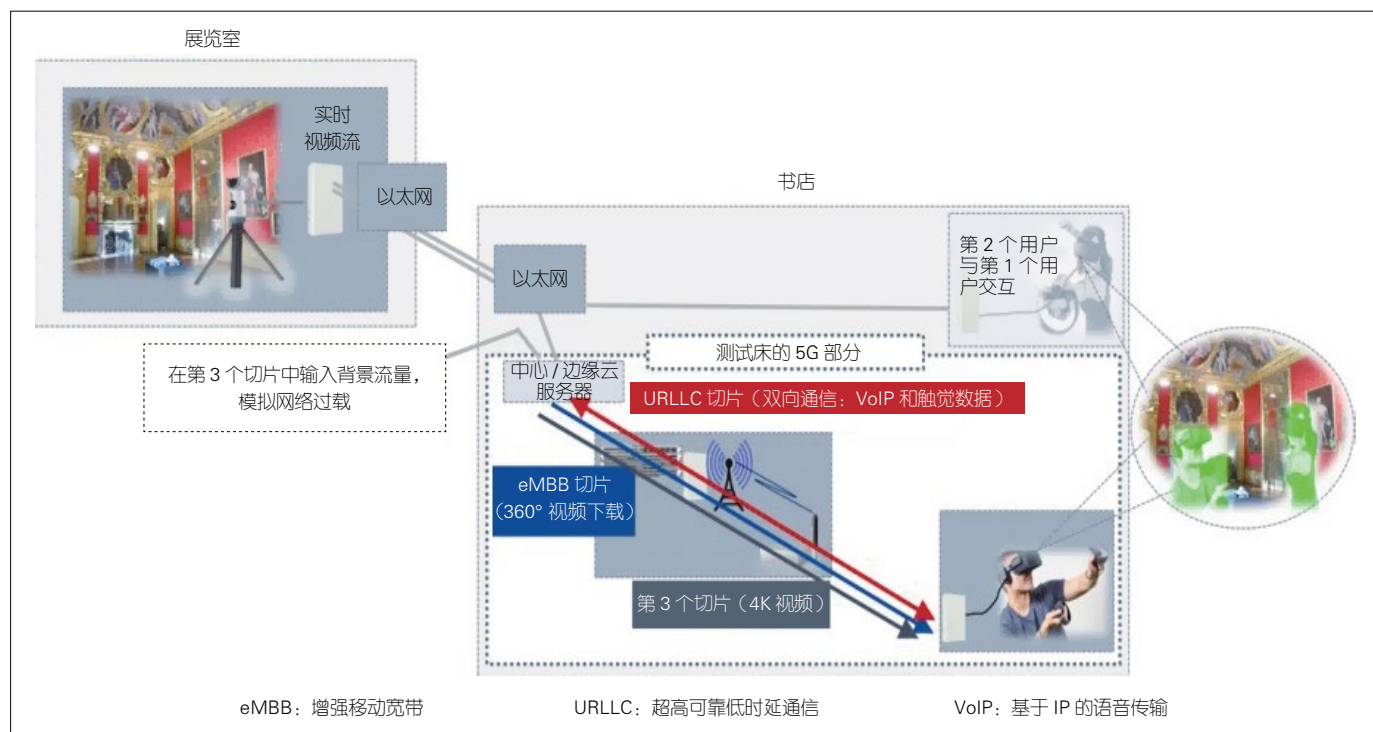 展览室
实时
视频流
以太网
书店
以太网
第 2 个用户
与第 1 个用
户交互
测试床的 5G 部分
在第 3 个切片中输入背景流量，
模拟网络过载
中心 / 边缘云
服务器
URLLC 切片（双向通信：VoIP 和触觉数据）
eMBB 切片
（360° 视频下载）
第 3 个切片（4K 视频）
eMBB：增强移动宽带
URLLC：超高可靠低时延通信
VoIP：基于 IP 的语音传输